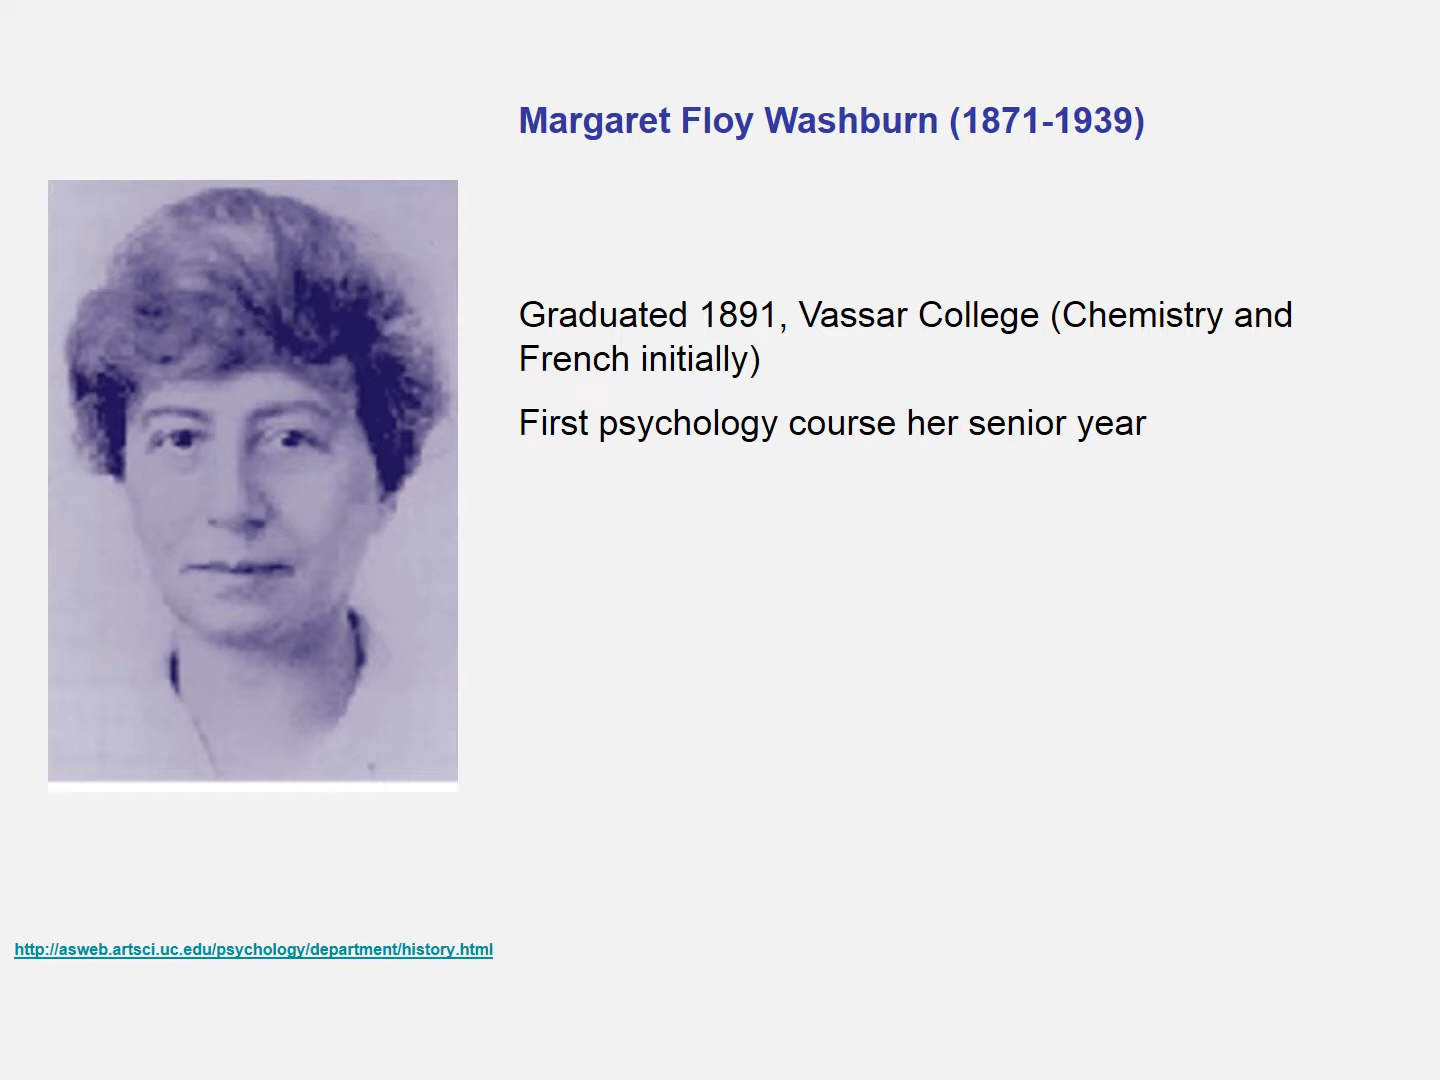 Margaret Floy Washburn (1871-1939)
Graduated 1891, Vassar College (Chemistry and
French initially)
First psychology course her senior year
http://asweb.artsci.uc.edu/psychology/department/history.html